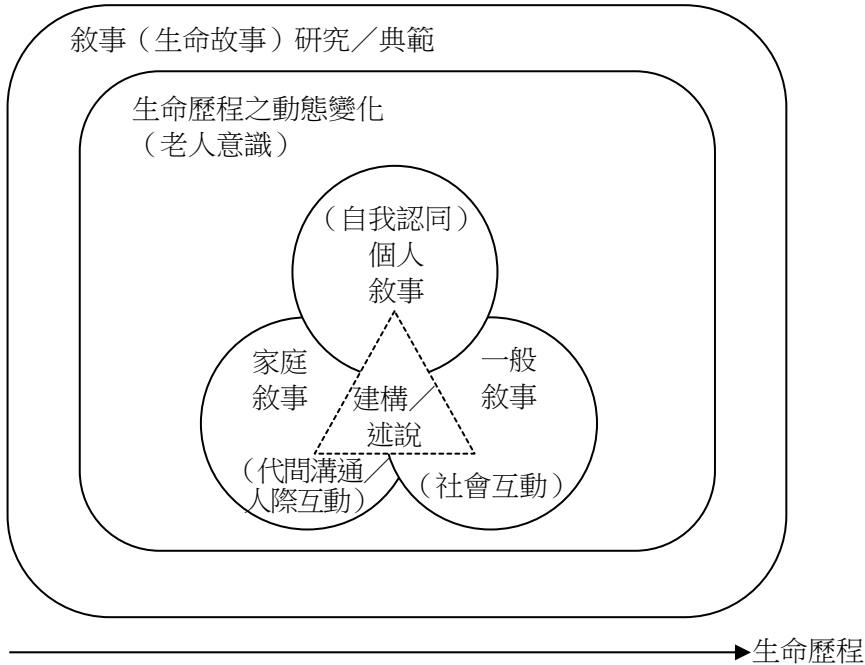 敘事（生命故事）研究／典範
生命歷程之動態變化
（老人意識）
（自我認同）
個人
敘事
家庭
敘事
一般
敘事
建構／
述說
（代間溝通／
人際互動）
（社會互動）
生命歷程